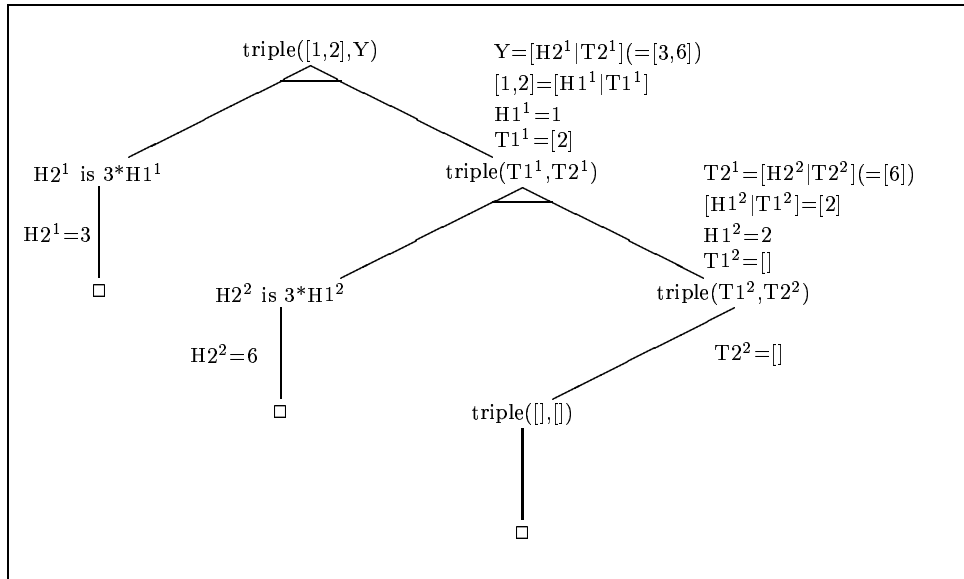 triple([1,2],Y)
Y=[H2¹|T2¹](=[3,6])
[1,2]=[H1¹|T1¹]
H1¹=1
T1¹=[2]
H2¹ is 3*H1¹
triple(T1¹,T2¹)
T2¹=[H2²|T2²](=[6])
[H1²|T1²]=[2]
H1²=2
T1²=[]
H2¹=3
H2² is 3*H1²
triple(T1²,T2²)
H2²=6
T2²=[]
triple([],[])